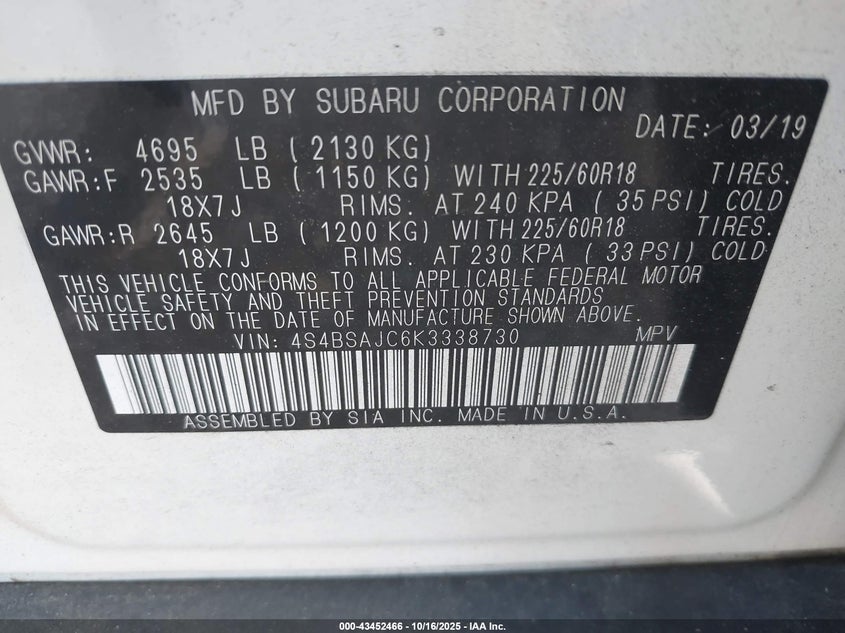 MFD BY SUBARU CORPORATION
DATE: 03/19
GVWR: 4695 LB ( 2130 KG)
GAWR:F 2535 LB ( 1150 KG) WITH 225/60R18 TIRES.
18X7J RIMS. AT 240 KPA ( 35 PSI) COLD
GAWR:R 2645 LB ( 1200 KG) WITH 225/60R18 TIRES.
18X7J RIMS. AT 230 KPA ( 33 PSI) COLD
THIS VEHICLE CONFORMS TO ALL APPLICABLE FEDERAL MOTOR
VEHICLE SAFETY AND THEFT PREVENTION STANDARDS
IN EFFECT ON THE DATE OF MANUFACTURE SHOWN ABOVE.
VIN: 4S4BSAJC6K3338730 MPV
ASSEMBLED BY SIA INC. MADE IN U.S.A.
000-43452466 - 10/16/2025 - IAA Inc.